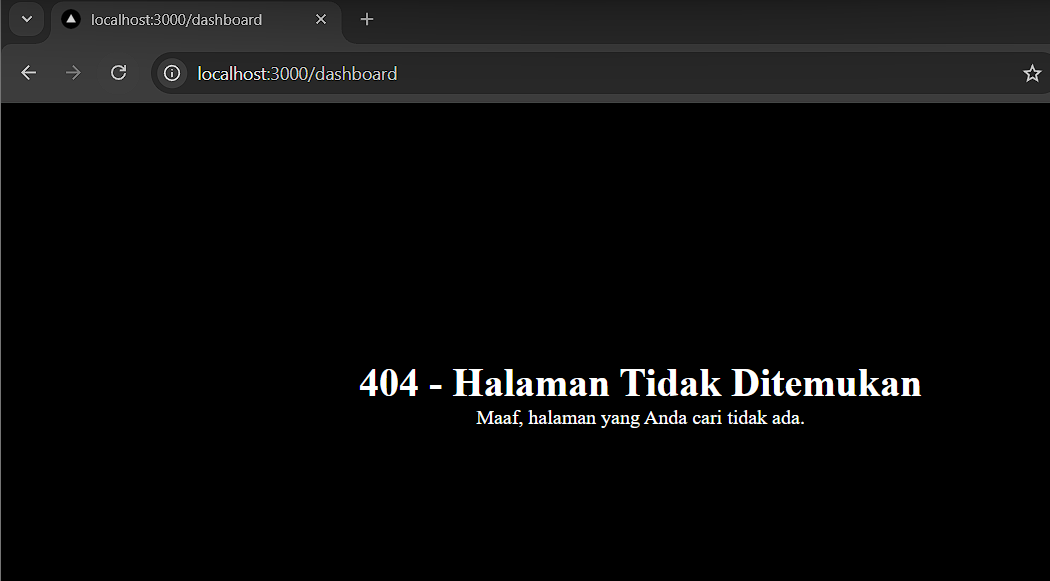 localhost:3000/dashboard
localhost:3000/dashboard
404 - Halaman Tidak Ditemukan
Maaf, halaman yang Anda cari tidak ada.